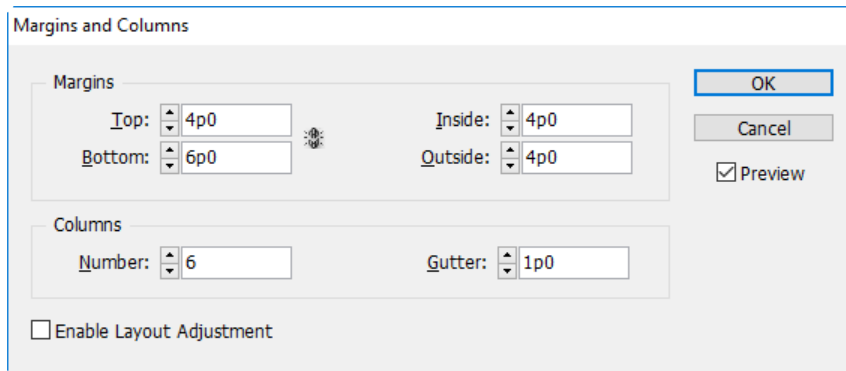 Margins and Columns
Margins
Top: 4p0
Inside: 4p0
Bottom: 6p0
Outside: 4p0
Columns
Number: 6
Gutter: 1p0
Enable Layout Adjustment
OK
Cancel
Preview